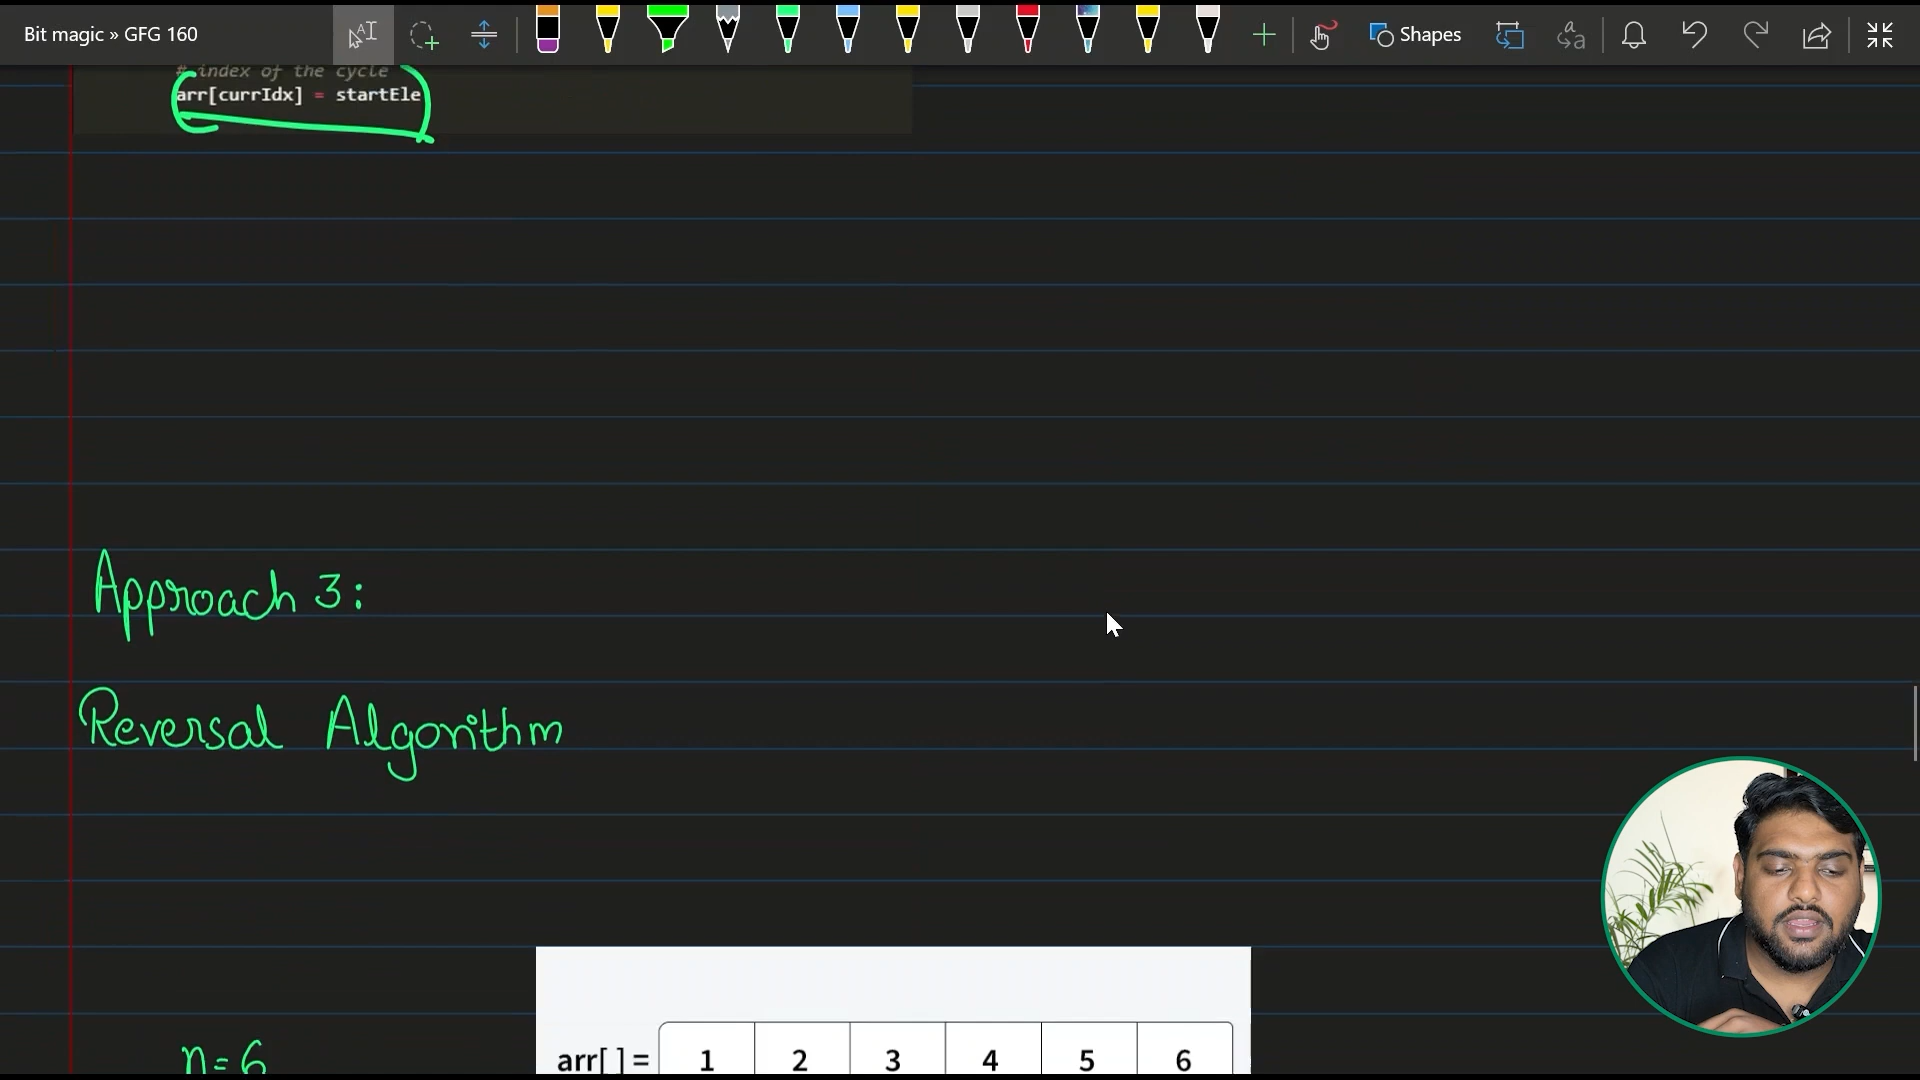 Bit magic » GFG 160
Shapes
# index of the cycle
arr[currIdx] = startEle
Approach 3:
Reversal Algorithm
n=6
arr[ ]= 1 2 3 4 5 6